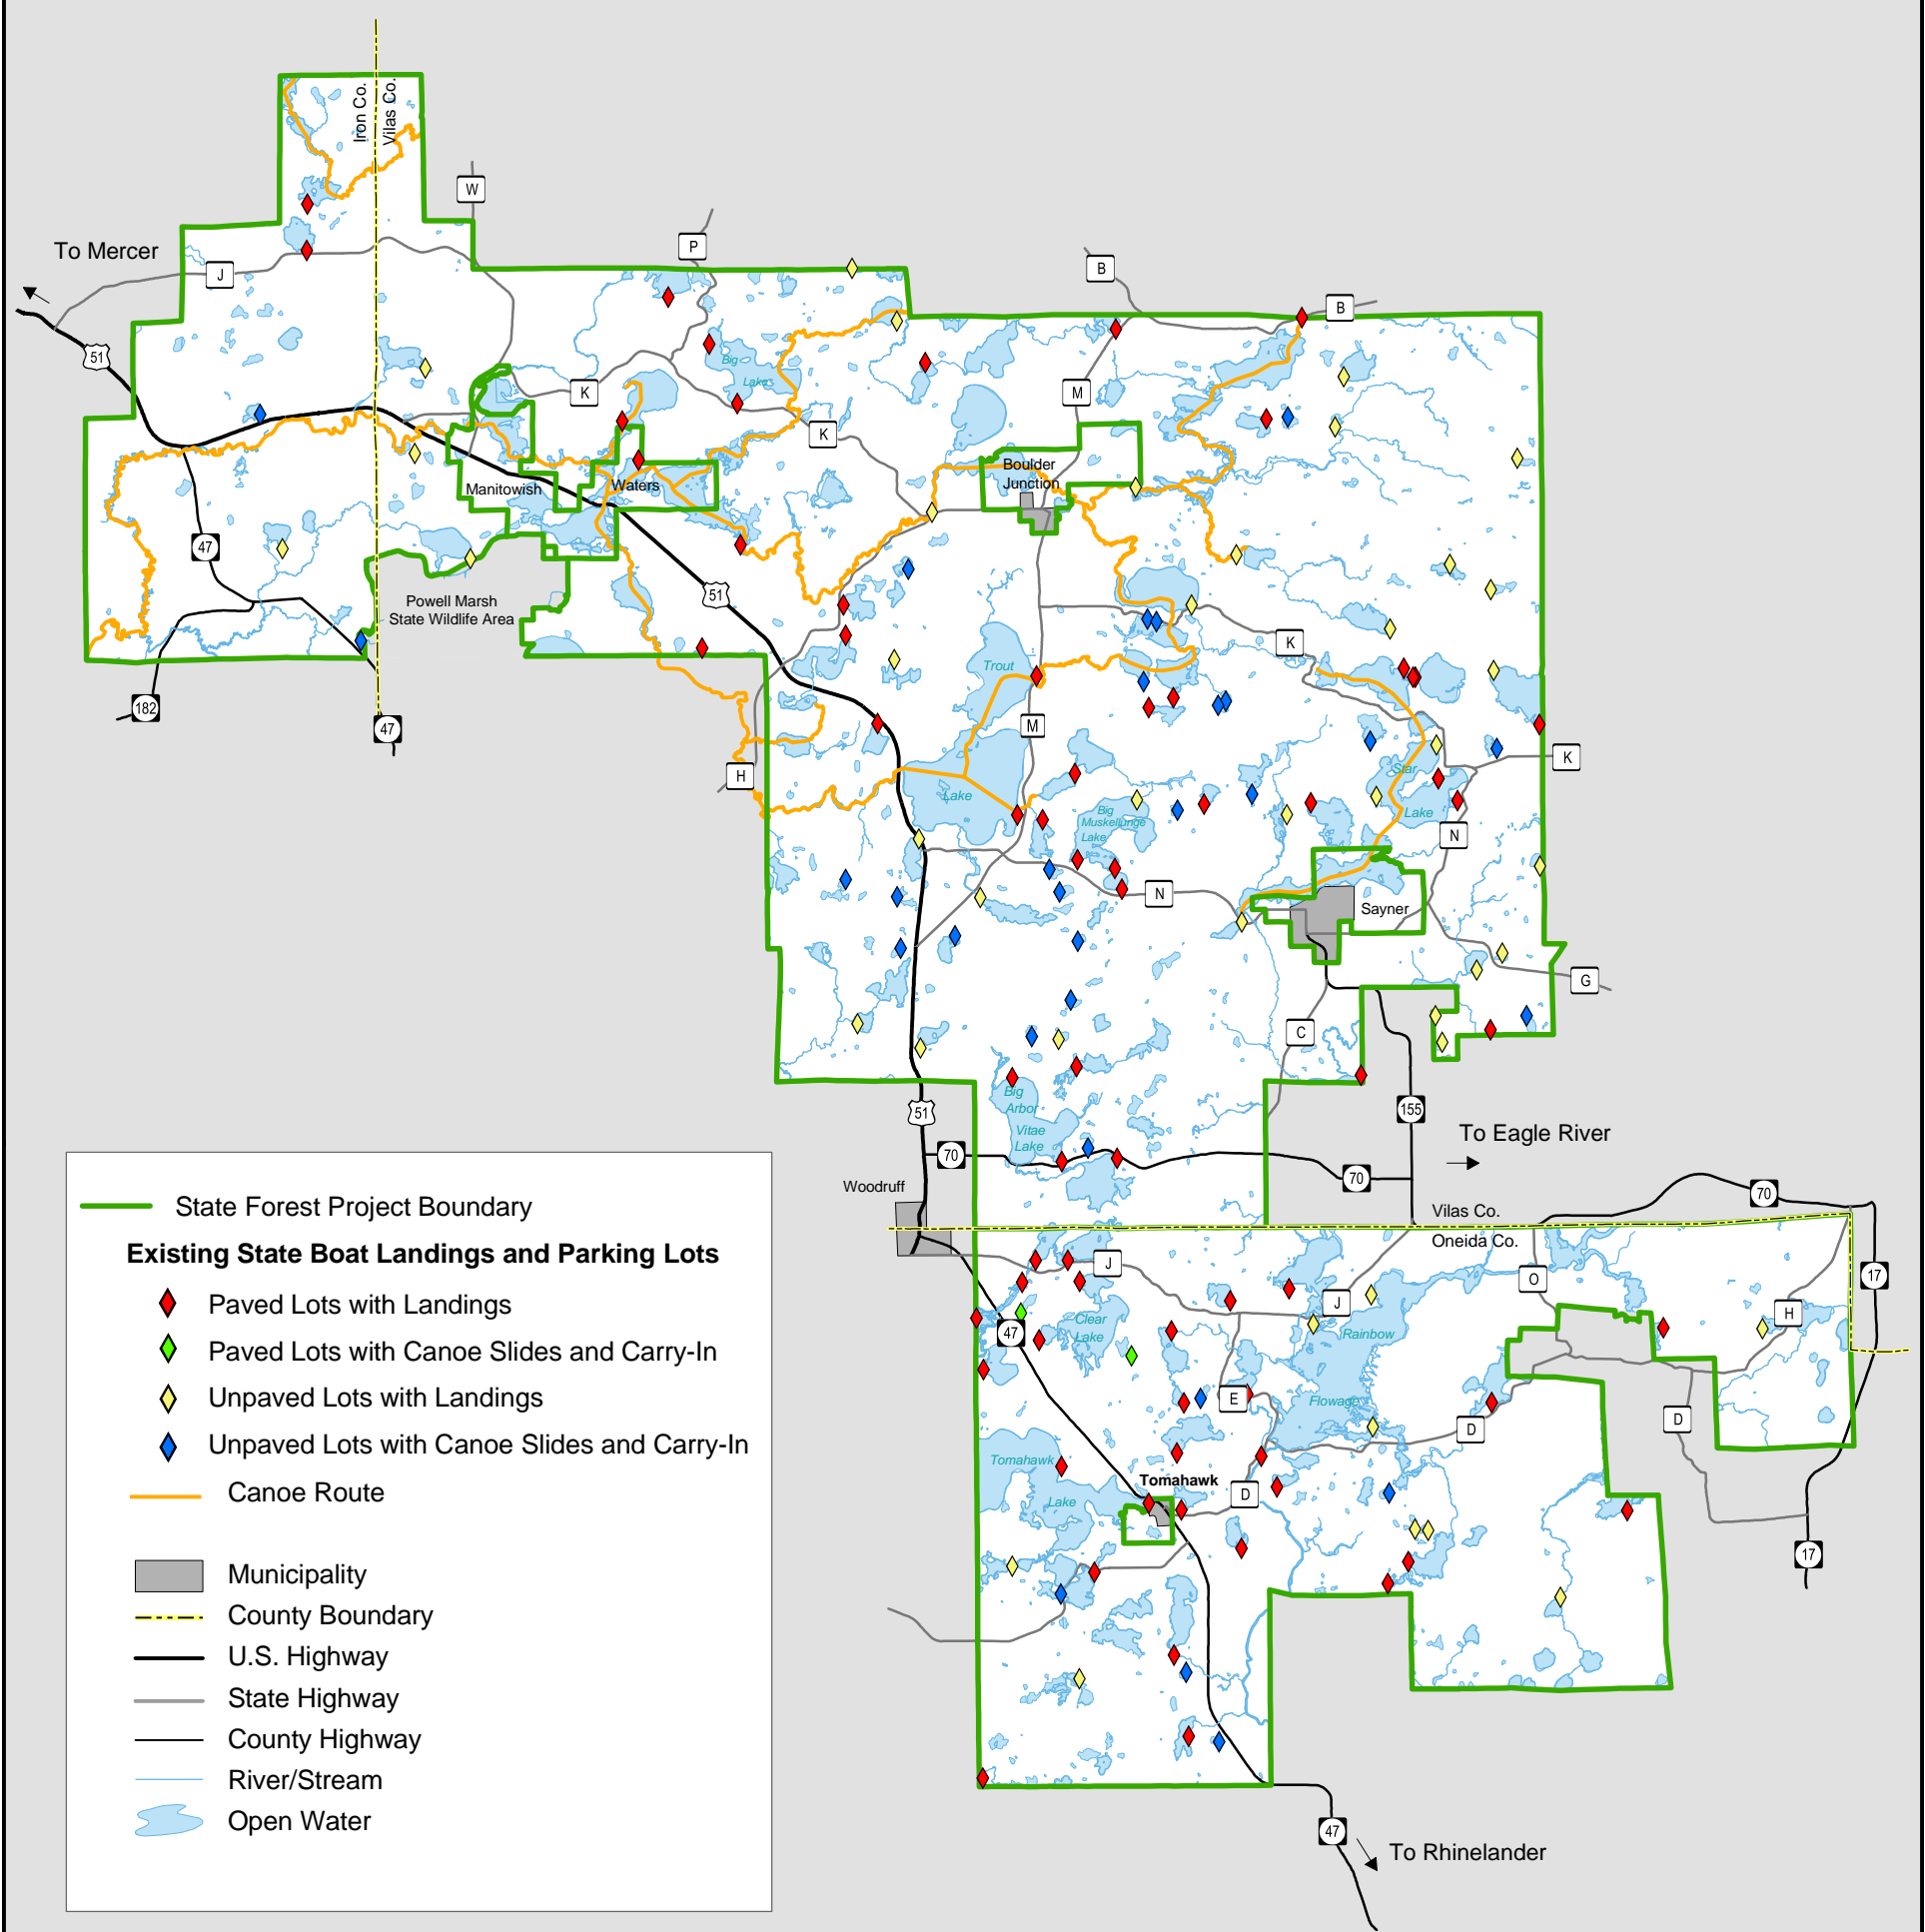 Iron Co.
Vilas Co.
W
To Mercer
P
J
B
B
51
Big
Lake
K
M
K
Boulder
Junction
Manitowish
Waters
47
51
Powell Marsh
State Wildlife Area
K
Trout
182
47
M
H
K
Star
Lake
Lake
Big
Muskellunge
Lake
N
N
Sayner
G
C
Big
Arbor
Vitae
Lake
51
155
To Eagle River
70
70
70
Woodruff
Vilas Co.
Oneida Co.
J
O
17
J
H
Clear
Lake
47
Rainbow
E
Flowage
D
D
Tomahawk
Lake
Tomahawk
D
17
47
To Rhinelander
State Forest Project Boundary
Existing State Boat Landings and Parking Lots
Paved Lots with Landings
Paved Lots with Canoe Slides and Carry-In
Unpaved Lots with Landings
Unpaved Lots with Canoe Slides and Carry-In
Canoe Route
Municipality
County Boundary
U.S. Highway
State Highway
County Highway
River/Stream
Open Water